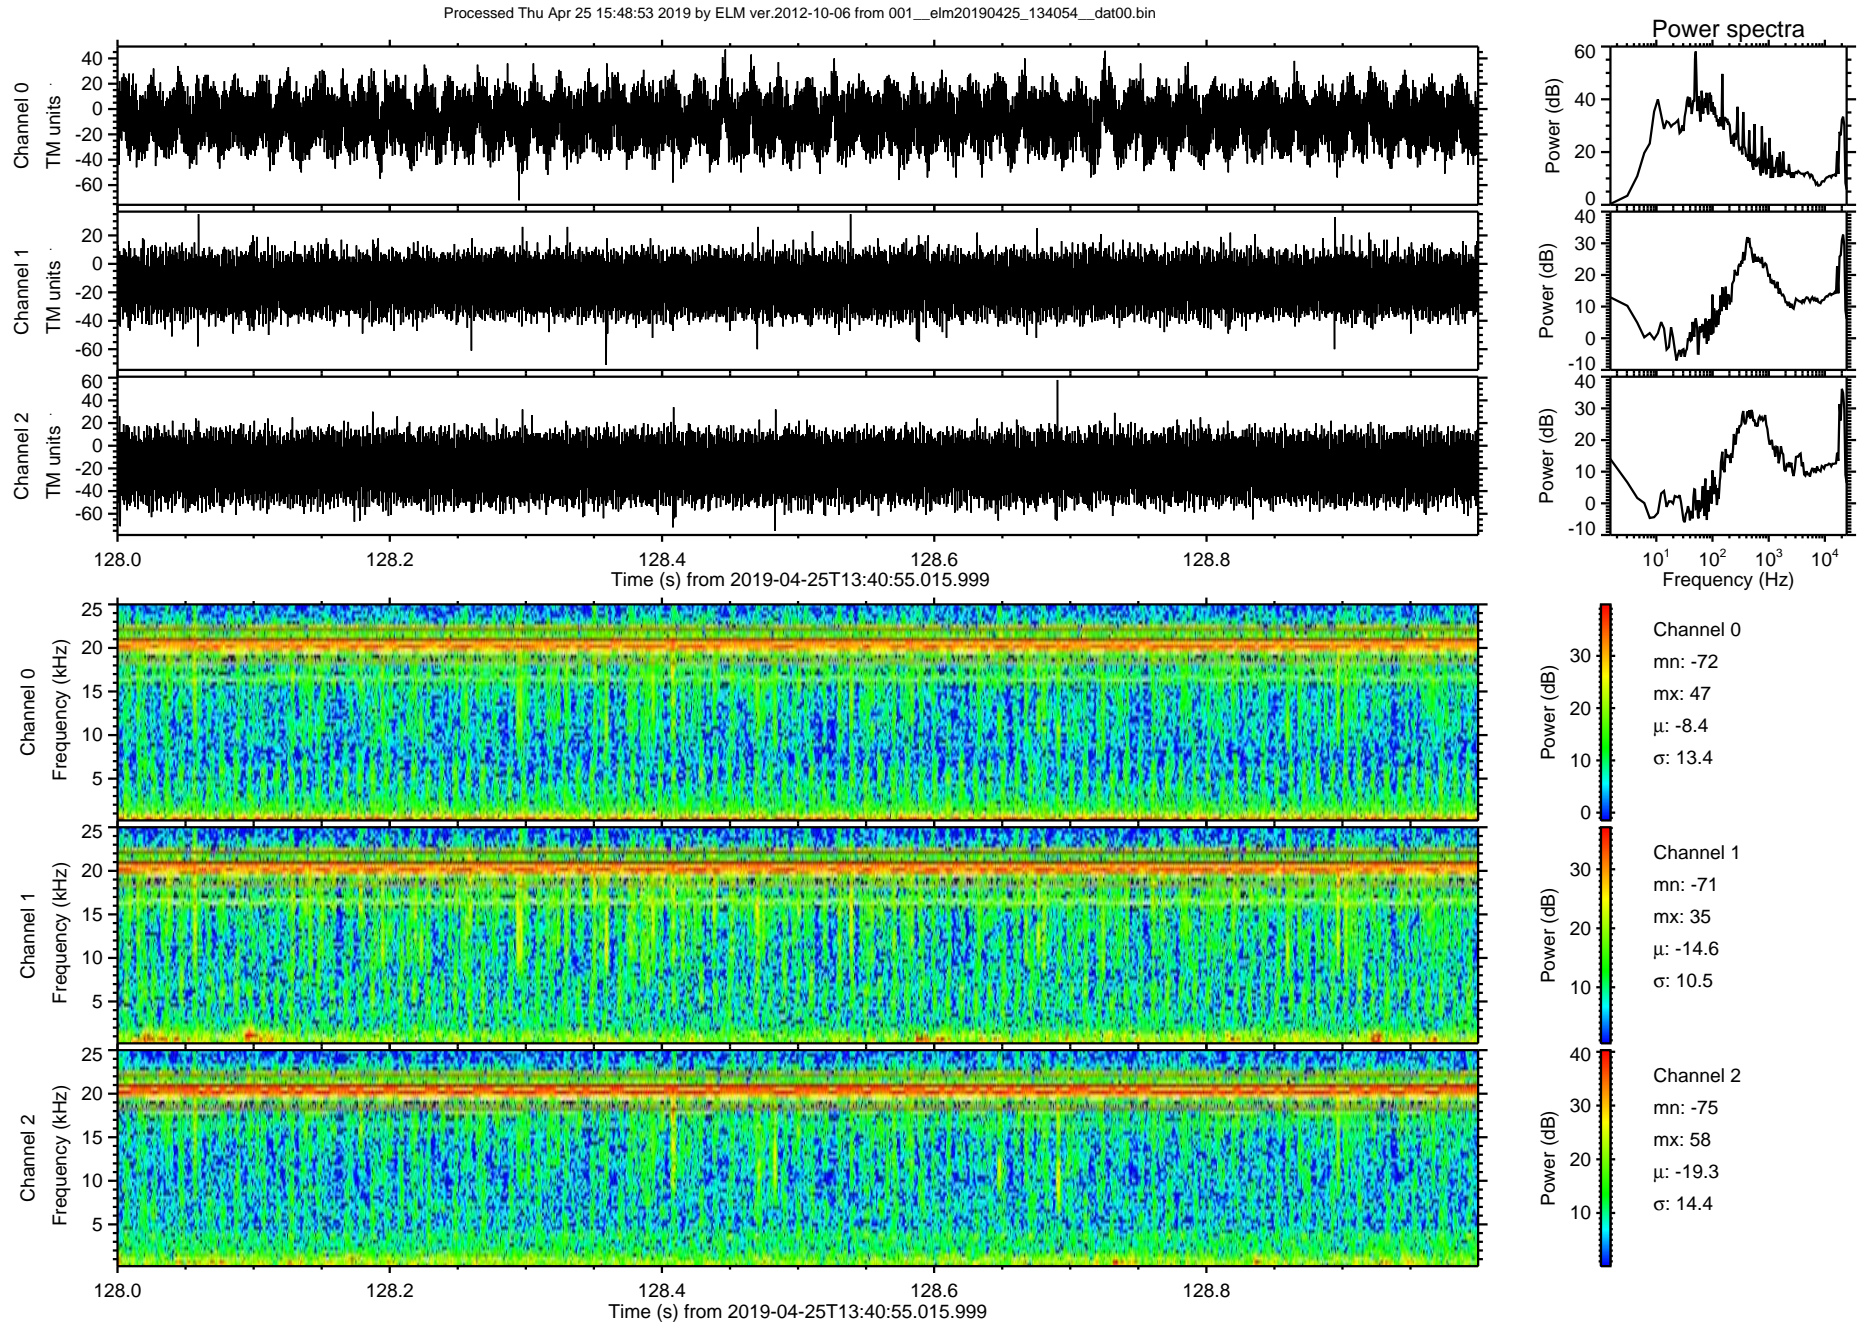 Processed Thu Apr 25 15:48:53 2019 by ELM ver.2012-10-06 from 001__elm20190425_134054__dat00.bin
Power spectra
Channel 0
TM units
40
20
0
-20
-40
-60
Power (dB)
60
40
20
0
Channel 1
TM units
20
0
-20
-40
-60
Power (dB)
40
30
20
10
0
-10
Channel 2
TM units
60
40
20
0
-20
-40
-60
Power (dB)
40
30
20
10
0
-10
128.0 128.2 128.4 128.6 128.8
Time (s) from 2019-04-25T13:40:55.015.999
10¹ 10² 10³ 10⁴
Frequency (Hz)
Channel 0
Frequency (kHz)
25
20
15
10
5
Power (dB)
30
20
10
0
Channel 0
mn: -72
mx: 47
μ: -8.4
σ: 13.4
Channel 1
Frequency (kHz)
25
20
15
10
5
Power (dB)
30
20
10
Channel 1
mn: -71
mx: 35
μ: -14.6
σ: 10.5
Channel 2
Frequency (kHz)
25
20
15
10
5
Power (dB)
40
30
20
10
Channel 2
mn: -75
mx: 58
μ: -19.3
σ: 14.4
128.0 128.2 128.4 128.6 128.8
Time (s) from 2019-04-25T13:40:55.015.999